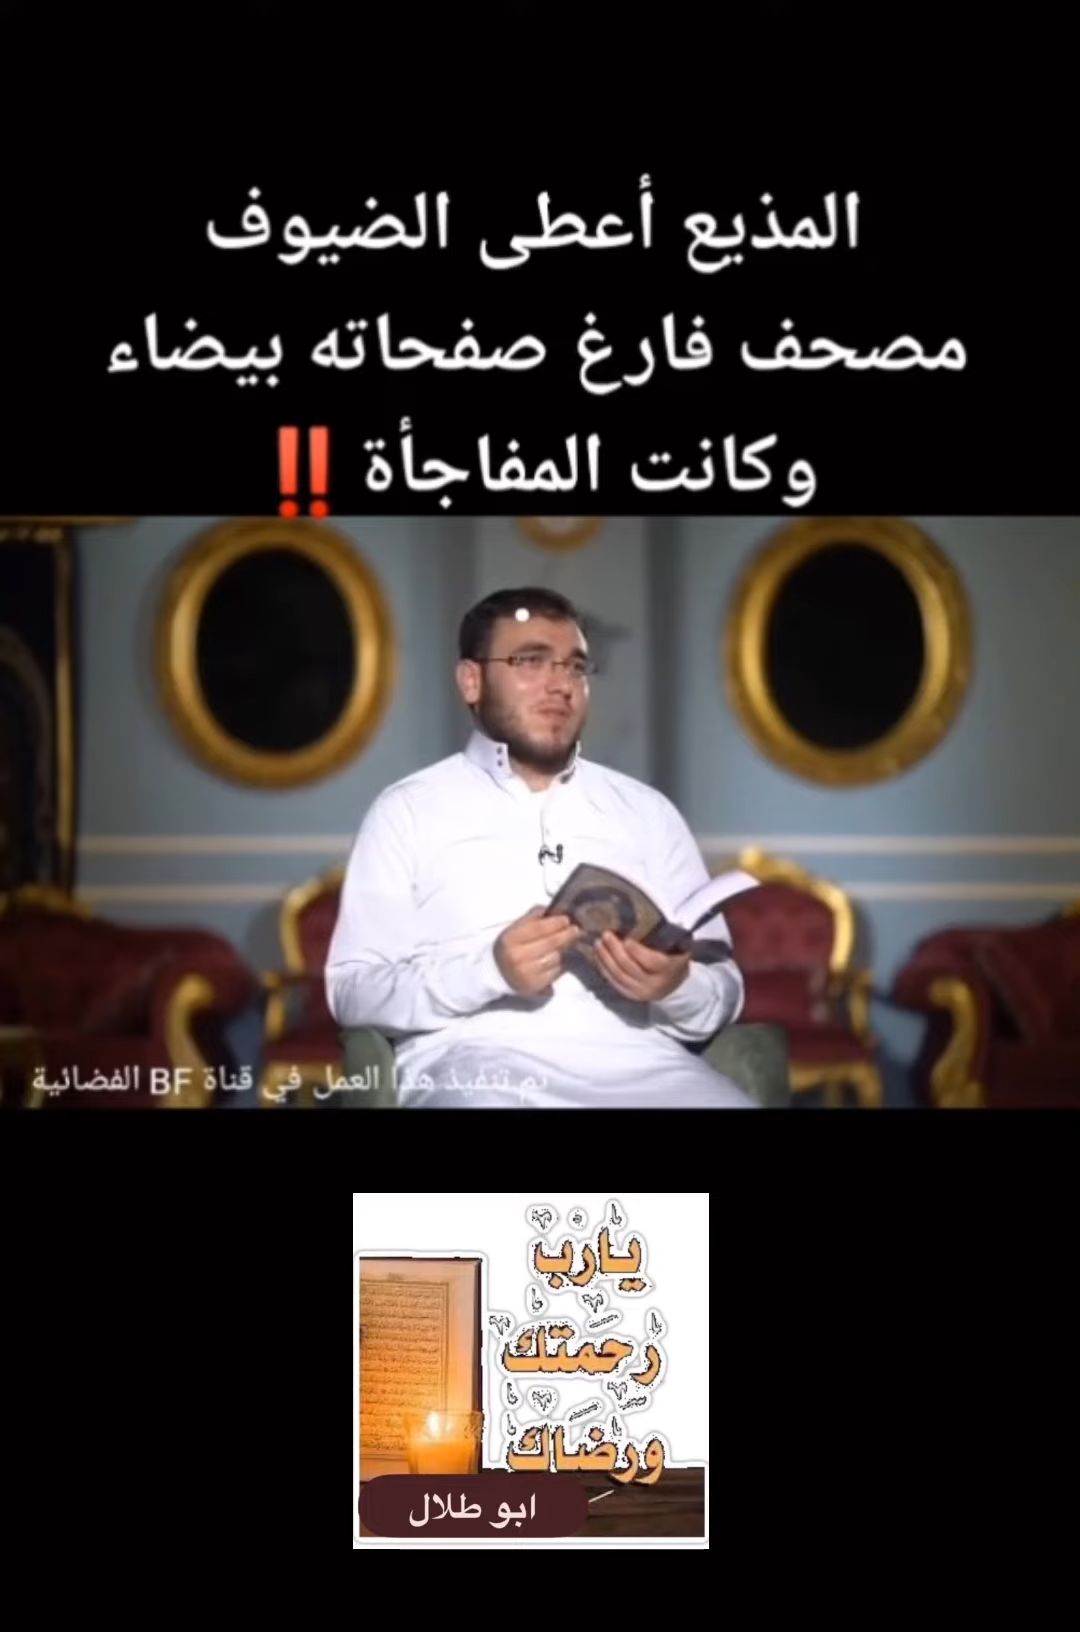 المذيع أعطى الضيوف
مصحف فارغ صفحاته بيضاء
وكانت المفاجأة ‼️
تم تنفيذ هذا العمل في قناة BF الفضائية
يارب
رحمتك
ورضاك
ابو طلال